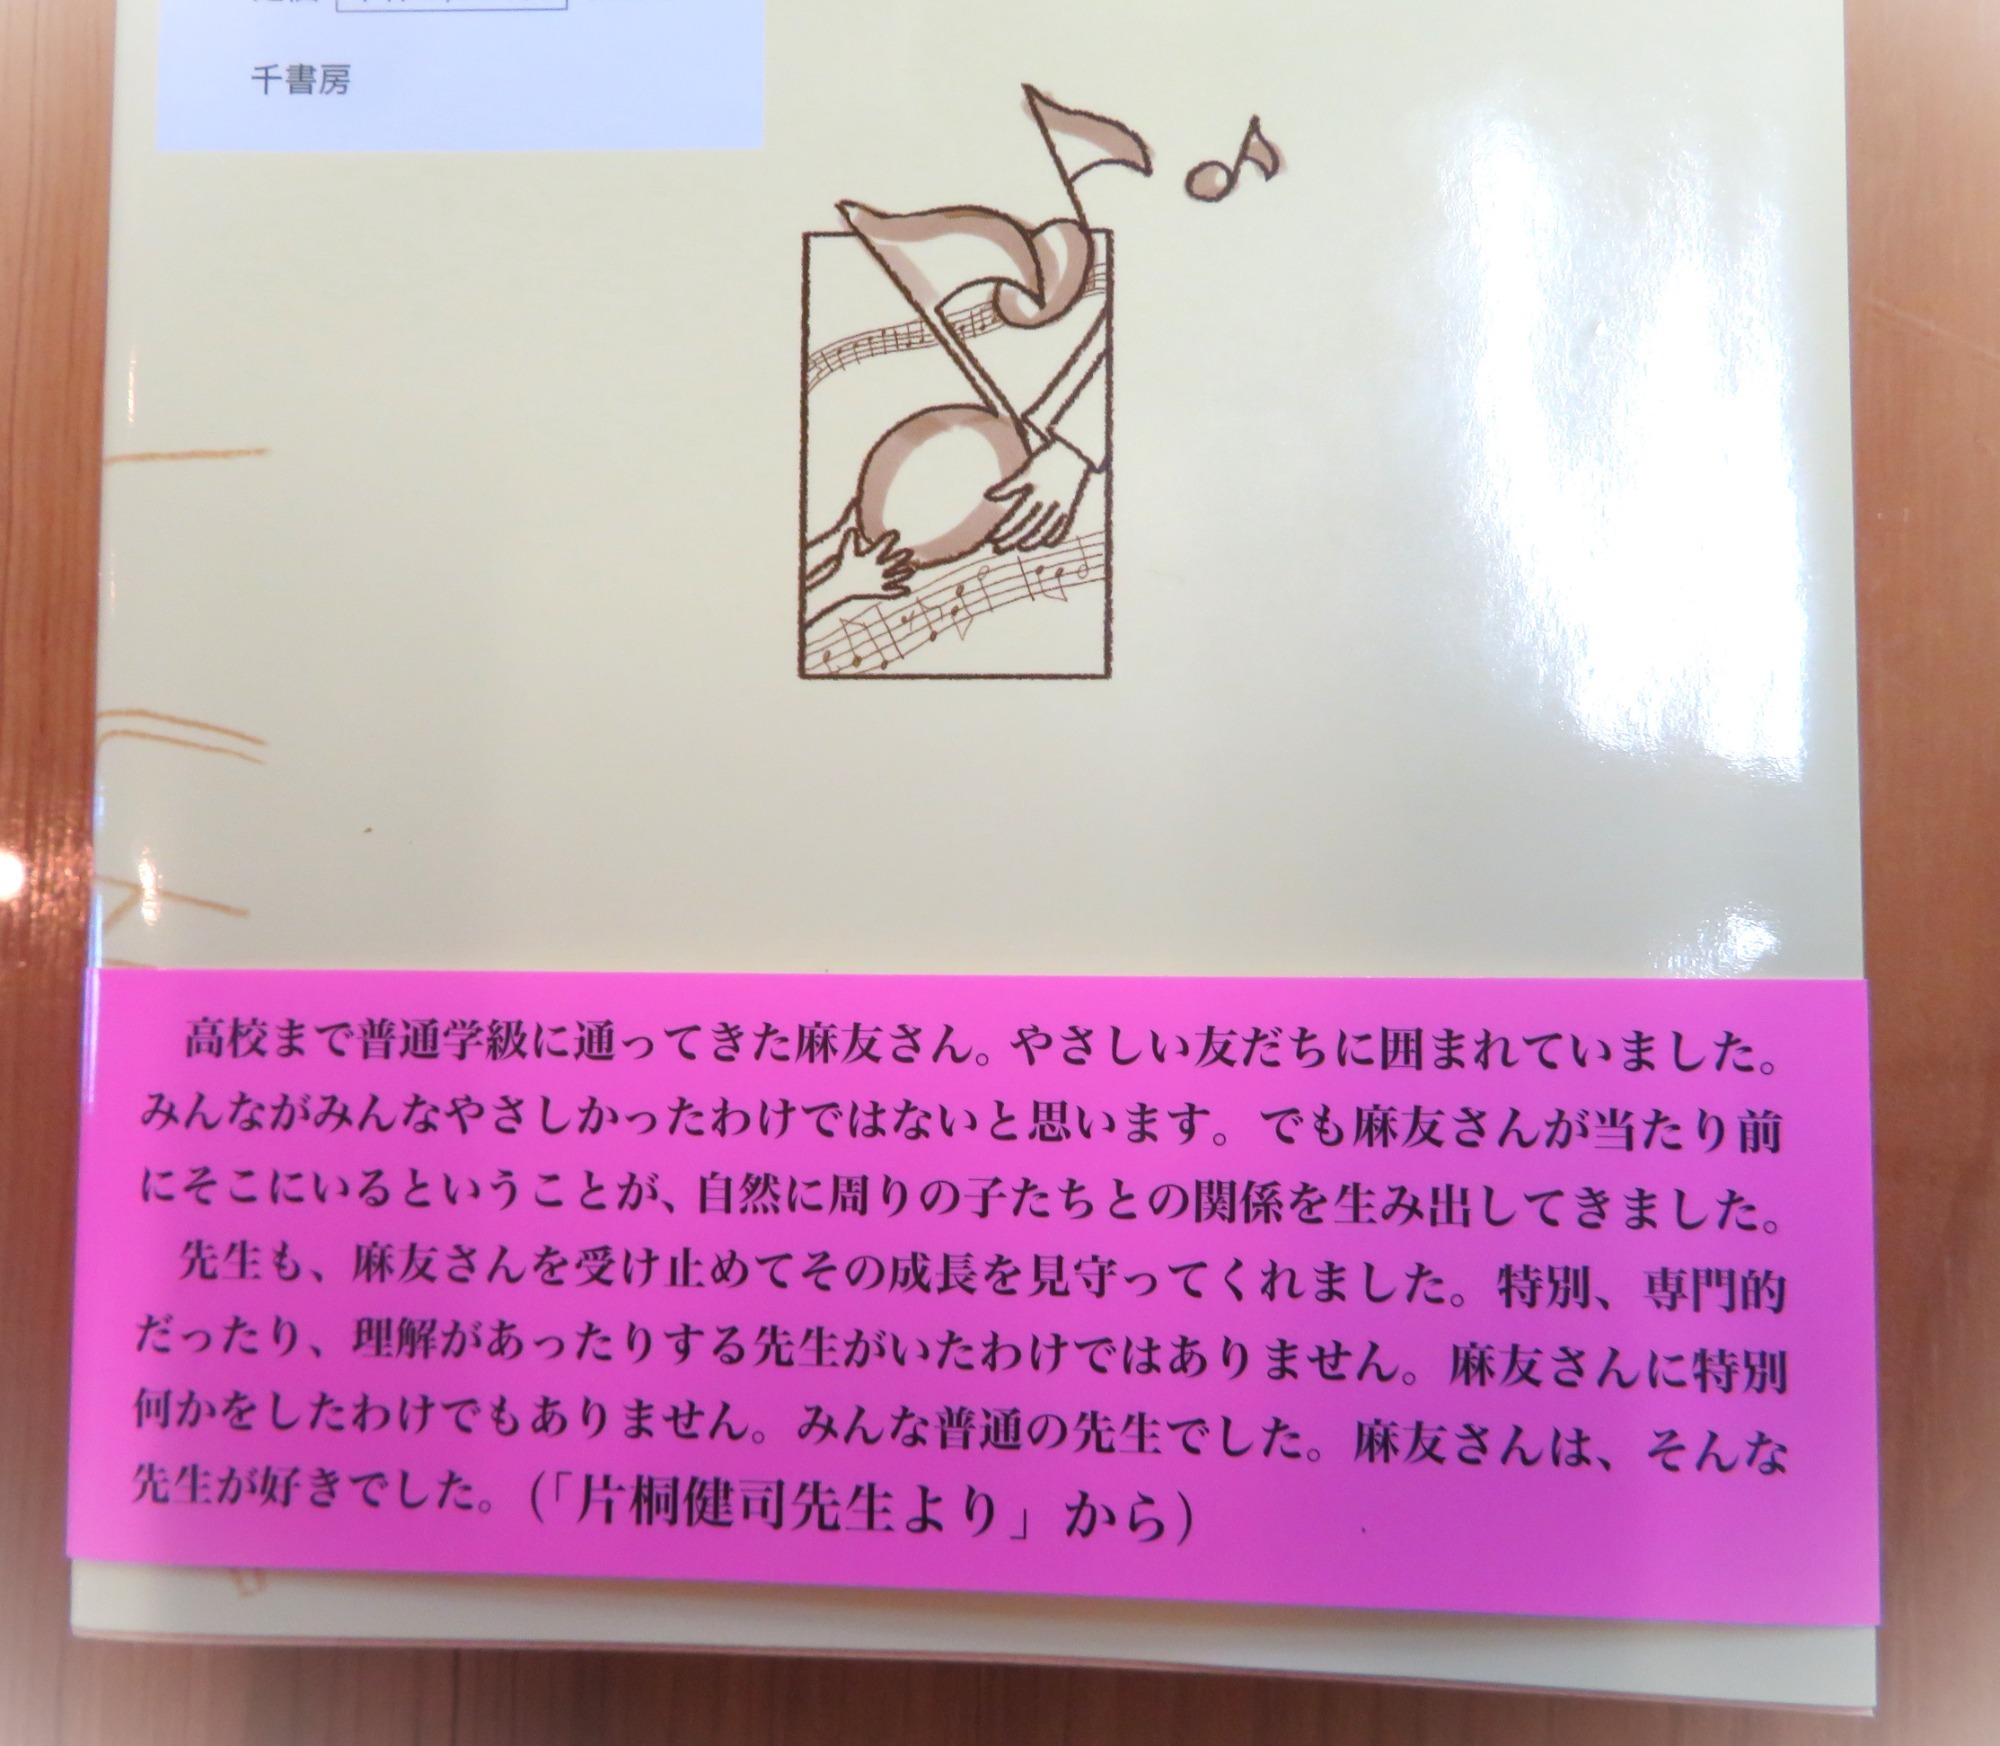 千書房
高校まで普通学級に通ってきた麻友さん。やさしい友だちに囲まれていました。
みんながみんなやさしかったわけではないと思います。でも麻友さんが当たり前
にそこにいるということが、自然に周りの子たちとの関係を生み出してきました。
先生も、麻友さんを受け止めてその成長を見守ってくれました。特別、専門的
だったり、理解があったりする先生がいたわけではありません。麻友さんに特別
何かをしたわけでもありません。みんな普通の先生でした。麻友さんは、そんな
先生が好きでした。(「片桐健司先生より」から)